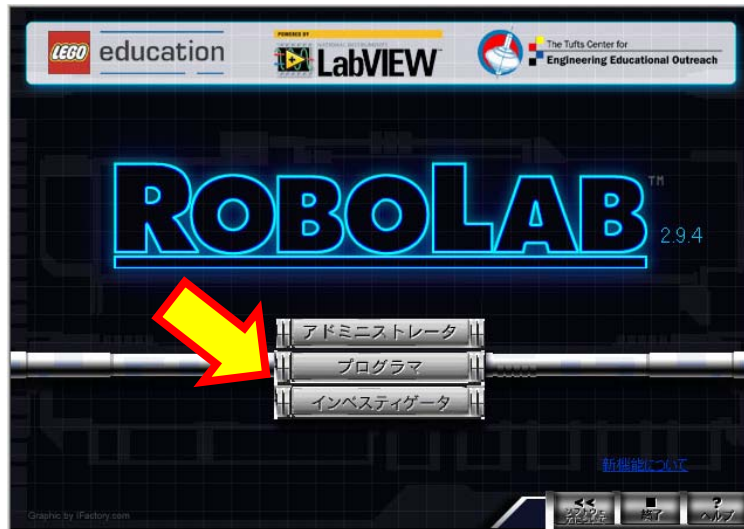 LEGO education
POWERED BY
NATIONAL INSTRUMENTS
LabVIEW
The Tufts Center for
Engineering Educational Outreach
ROBOLAB™
2.9.4
アドミニストレータ
プログラマ
インベスティゲータ
新機能について
Graphic by iFactory.com
<<
終了
?
ヘルプ